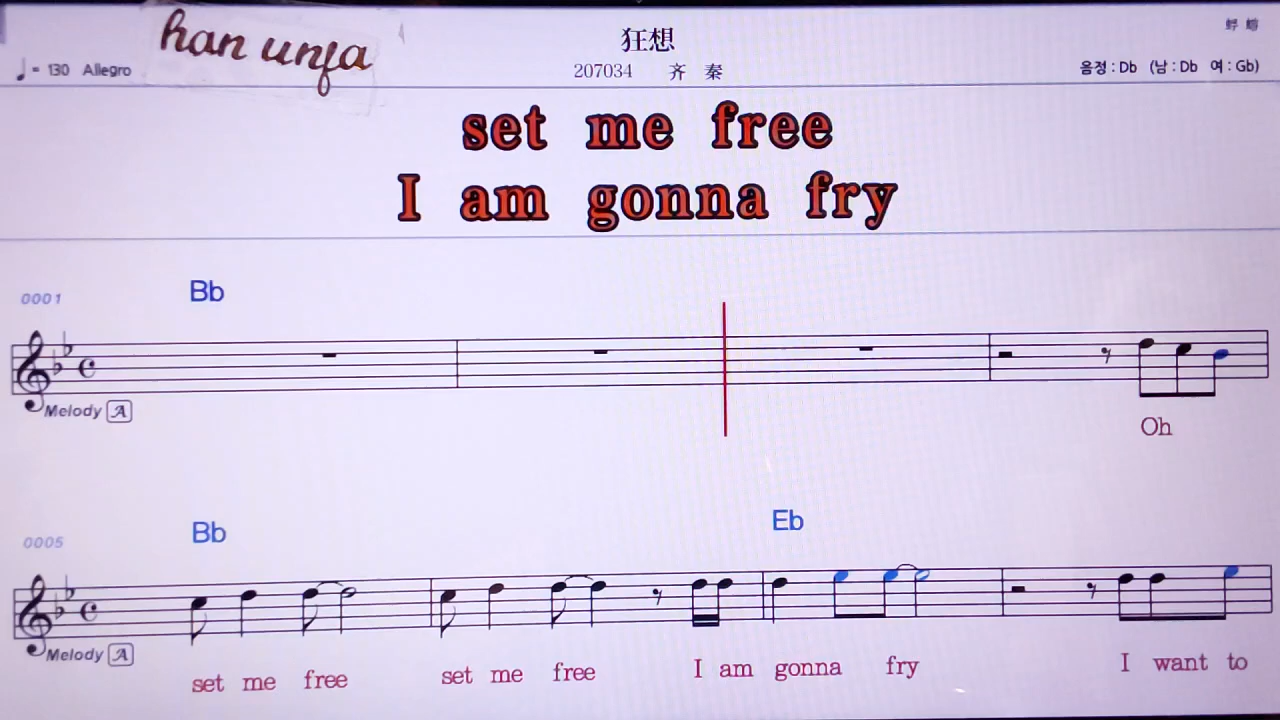 han unja
狂想
♩= 130 Allegro
207034 齐 秦
음정 : Db (남 : Db 여 : Gb)
set me free
I am gonna fry
0001
Bb
Melody A
Oh
0005
Bb
Eb
Melody A
set me free set me free I am gonna fry I want to